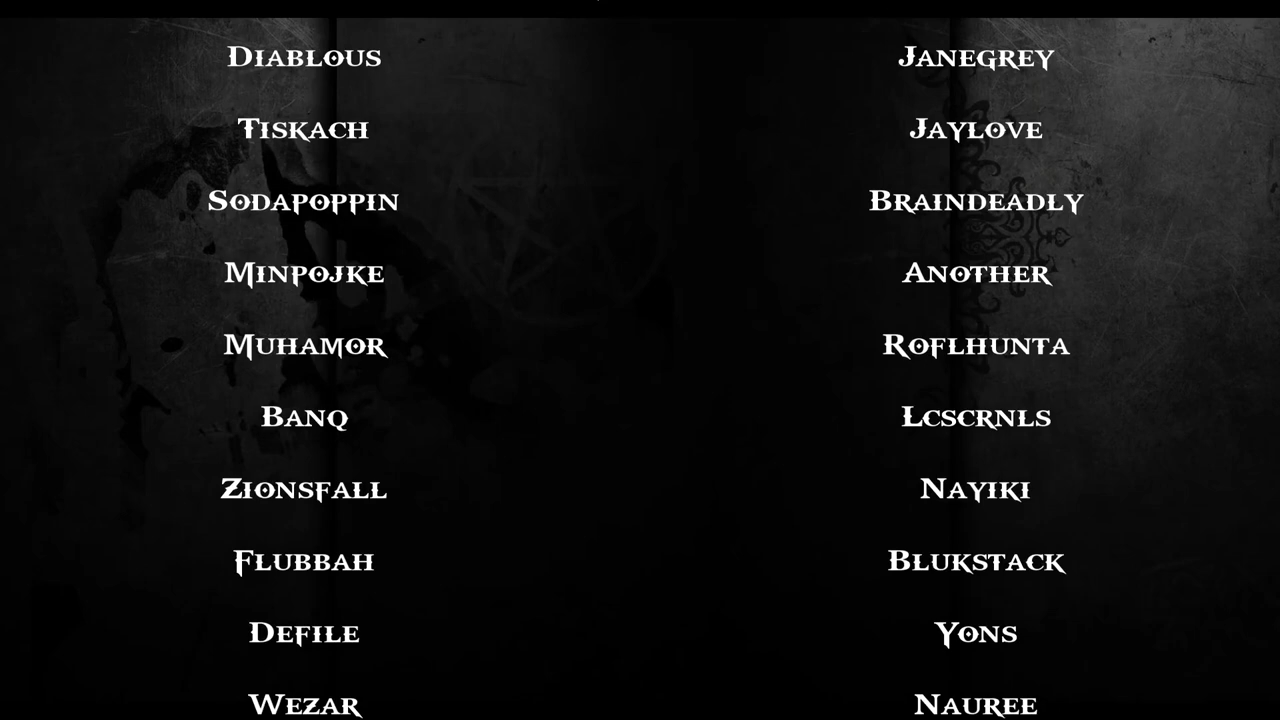 Diablous Janegrey
Tiskach Jaylove
Sodapoppin Braindeadly
Minpojke Another
Muhamor Roflhunta
Banq Lcscrnls
Zionsfall Nayiki
Flubbah Blukstack
Defile Yons
Wezar Nauree